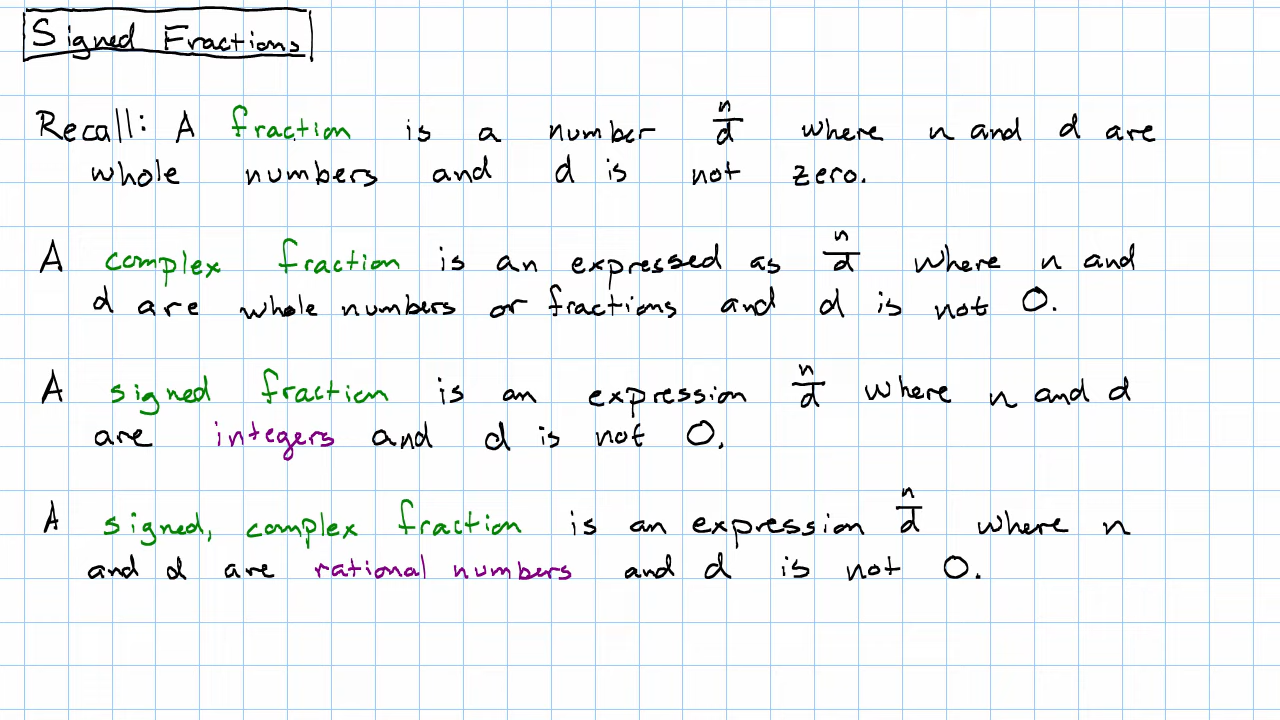 Signed Fractions
Recall: A fraction is a number n/d where n and d are
whole numbers and d is not zero.
A complex fraction is an expressed as n/d where n and
d are whole numbers or fractions and d is not 0.
A signed fraction is an expression n/d where n and d
are integers and d is not 0.
A signed, complex fraction is an expression n/d where n
and d are rational numbers and d is not 0.